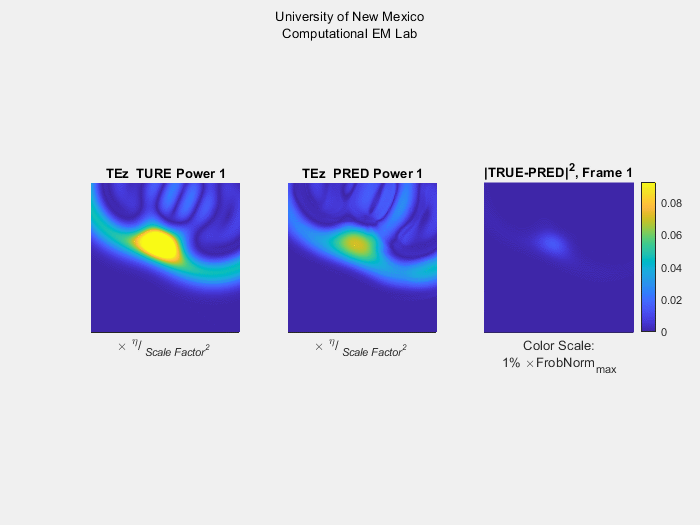 University of New Mexico
Computational EM Lab
TEz TURE Power 1
TEz PRED Power 1
|TRUE-PRED|², Frame 1
0.08
0.06
0.04
0.02
0
× η/ Scale Factor²
× η/ Scale Factor²
Color Scale:
1% ×FrobNormmax